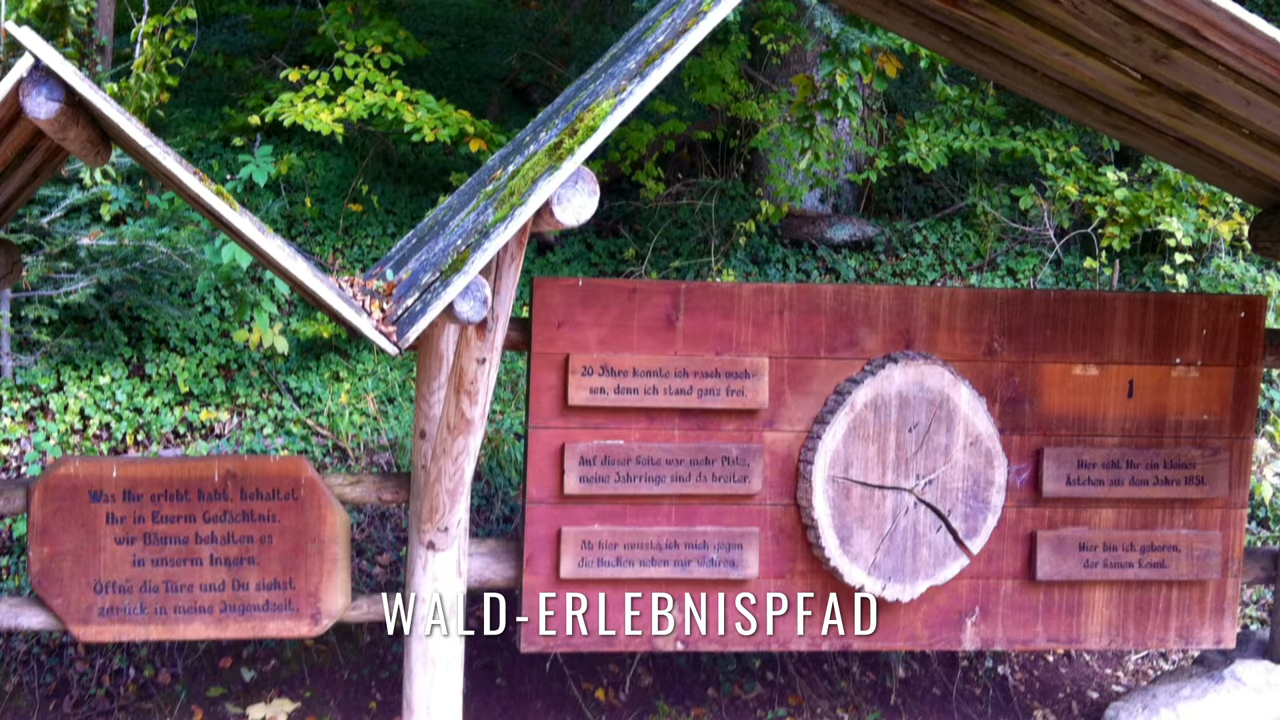 Was Ihr erlebt habt, behaltet
Ihr in Euerm Gedächtnis.
wir Bäume behalten es
in unserm Innern.
Öffne die Türe und Du siehst
zurück in meine Jugendzeit.
20 Jahre konnte ich rasch wach-
sen, denn ich stand ganz frei.
Auf dieser Seite war mehr Platz,
meine Jahrringe sind da breiter.
Ab hier musste ich mich gegen
die Buchen neben mir wehren.
1
Hier seht Ihr ein kleines
Ästchen aus dem Jahre 1851.
Hier bin ich geboren,
der Samen keimt.
WALD-ERLEBNISPFAD